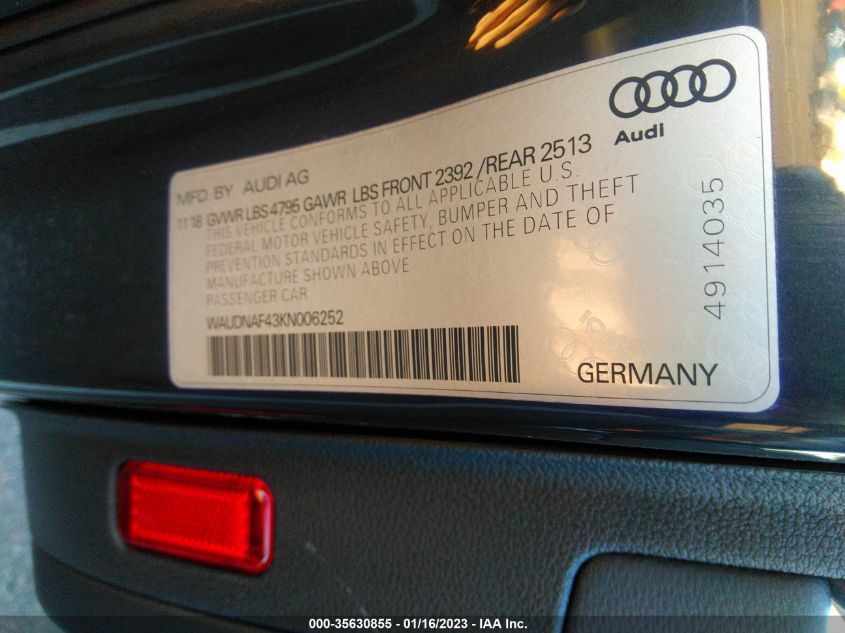 Audi
MFD. BY AUDI AG
11 18 GVWR LBS 4795 GAWR LBS FRONT 2392 / REAR 2513
THIS VEHICLE CONFORMS TO ALL APPLICABLE U.S.
FEDERAL MOTOR VEHICLE SAFETY, BUMPER AND THEFT
PREVENTION STANDARDS IN EFFECT ON THE DATE OF
MANUFACTURE SHOWN ABOVE
PASSENGER CAR
WAUDNAF43KN006252
GERMANY
4914035
000-35630855 - 01/16/2023 - IAA Inc.